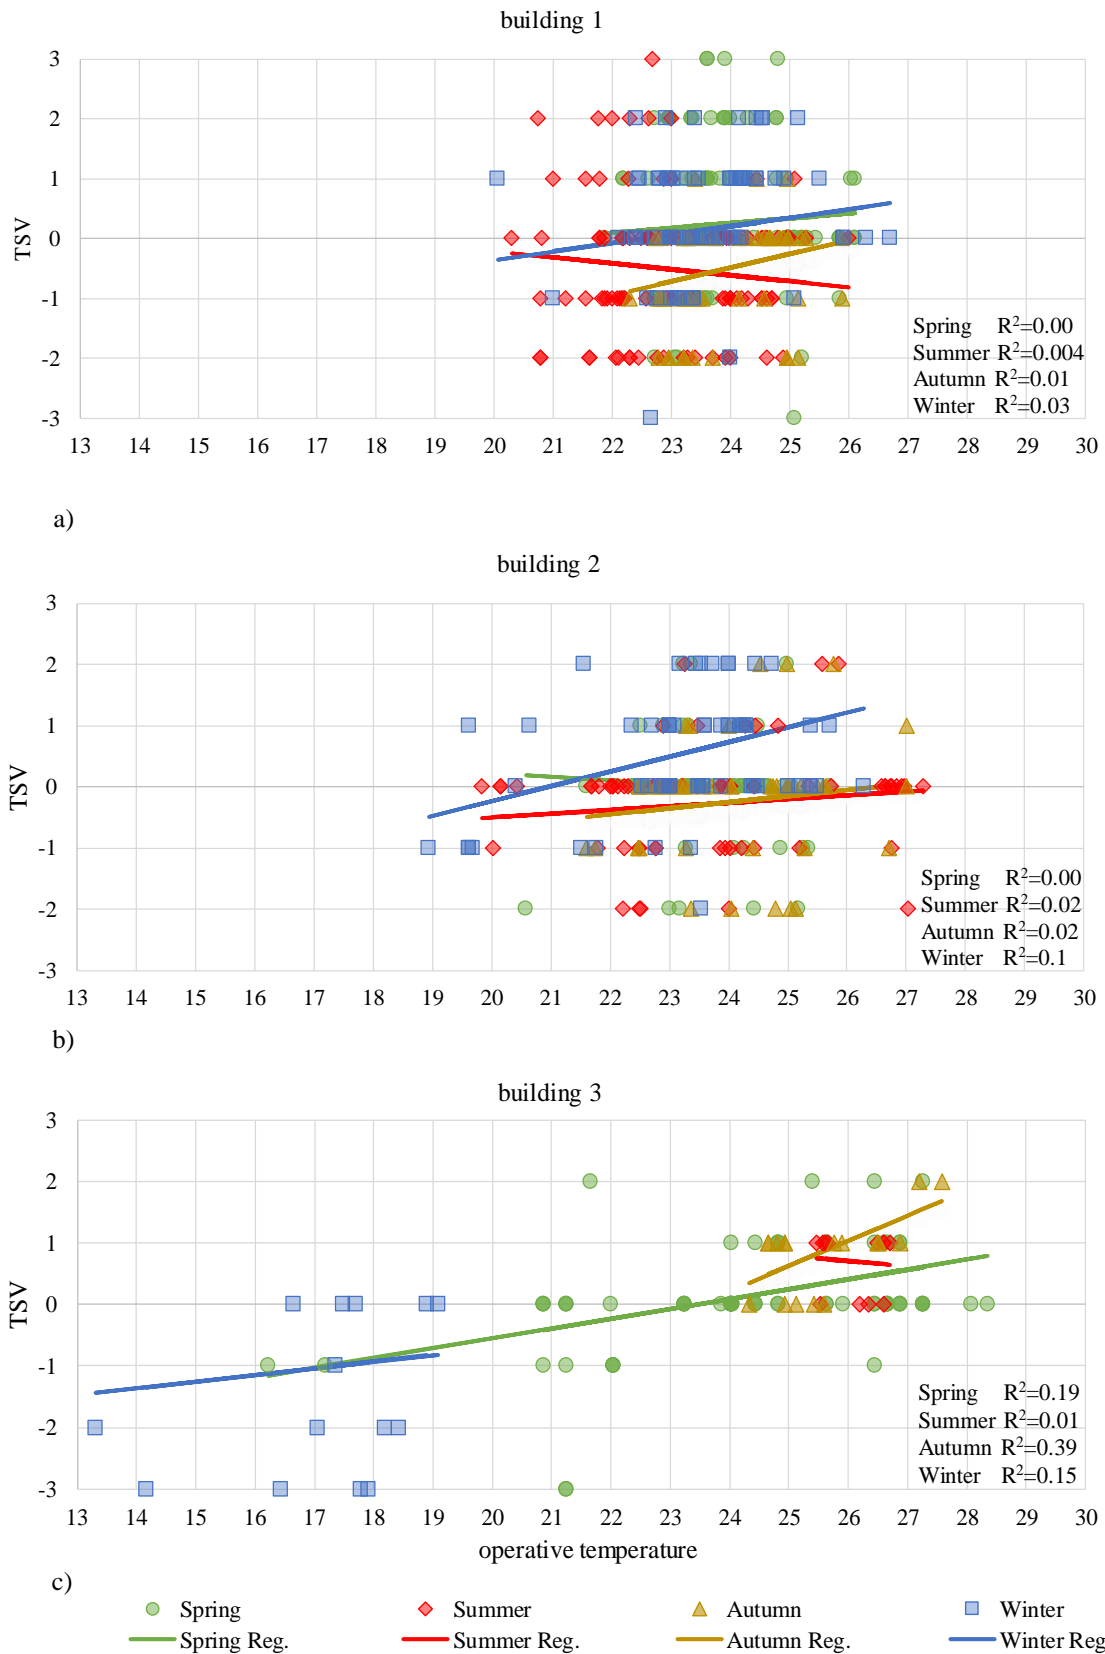 building 1
3
2
1
0
-1
-2
-3
TSV
Spring R²=0.00
Summer R²=0.004
Autumn R²=0.01
Winter R²=0.03
13 14 15 16 17 18 19 20 21 22 23 24 25 26 27 28 29 30
a)
building 2
3
2
1
0
-1
-2
-3
TSV
Spring R²=0.00
Summer R²=0.02
Autumn R²=0.02
Winter R²=0.1
13 14 15 16 17 18 19 20 21 22 23 24 25 26 27 28 29 30
b)
building 3
3
2
1
0
-1
-2
-3
TSV
Spring R²=0.19
Summer R²=0.01
Autumn R²=0.39
Winter R²=0.15
13 14 15 16 17 18 19 20 21 22 23 24 25 26 27 28 29 30
operative temperature
c)
Spring Summer Autumn Winter
Spring Reg. Summer Reg. Autumn Reg. Winter Reg